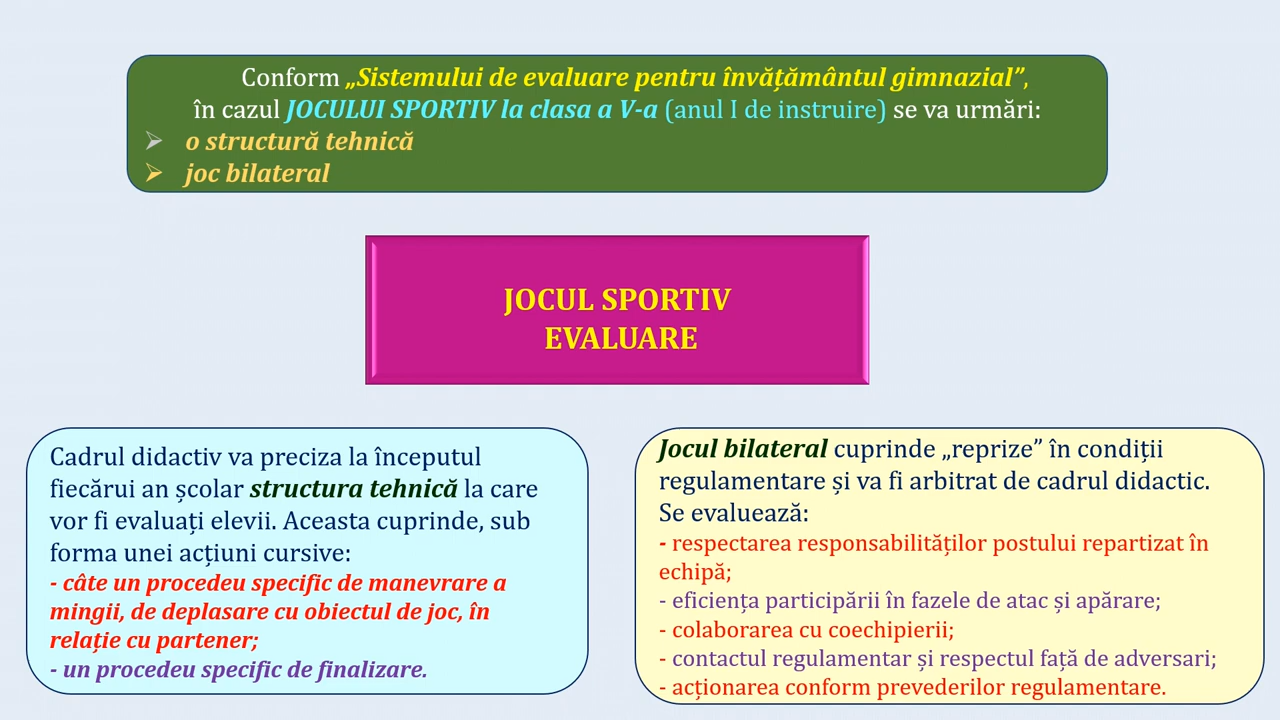 Conform „Sistemului de evaluare pentru învățământul gimnazial”,
în cazul JOCULUI SPORTIV la clasa a V-a (anul I de instruire) se va urmări:
o structură tehnică
joc bilateral
JOCUL SPORTIV
EVALUARE
Cadrul didactiv va preciza la începutul
fiecărui an școlar structura tehnică la care
vor fi evaluați elevii. Aceasta cuprinde, sub
forma unei acțiuni cursive:
- câte un procedeu specific de manevrare a
mingii, de deplasare cu obiectul de joc, în
relație cu partener;
- un procedeu specific de finalizare.
Jocul bilateral cuprinde „reprize” în condiții
regulamentare și va fi arbitrat de cadrul didactic.
Se evaluează:
- respectarea responsabilităților postului repartizat în
echipă;
- eficiența participării în fazele de atac și apărare;
- colaborarea cu coechipierii;
- contactul regulamentar și respectul față de adversari;
- acționarea conform prevederilor regulamentare.